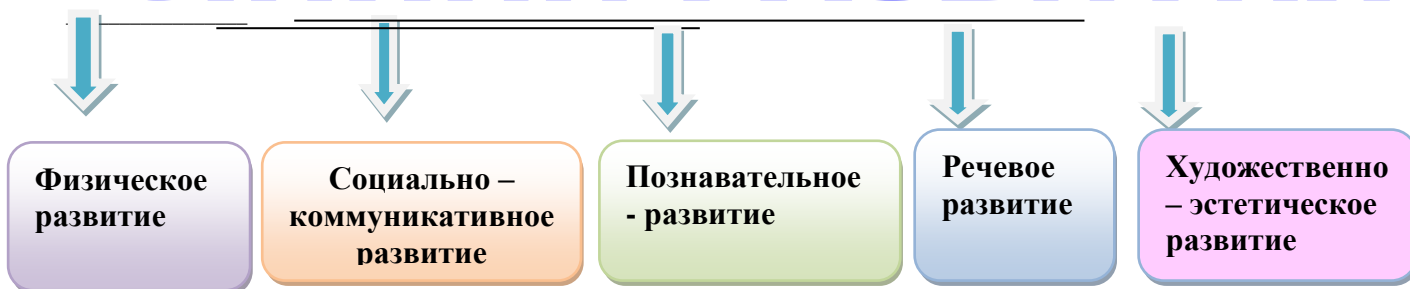 Физическое
развитие
Социально –
коммуникативное
развитие
Познавательное
- развитие
Речевое
развитие
Художественно
– эстетическое
развитие